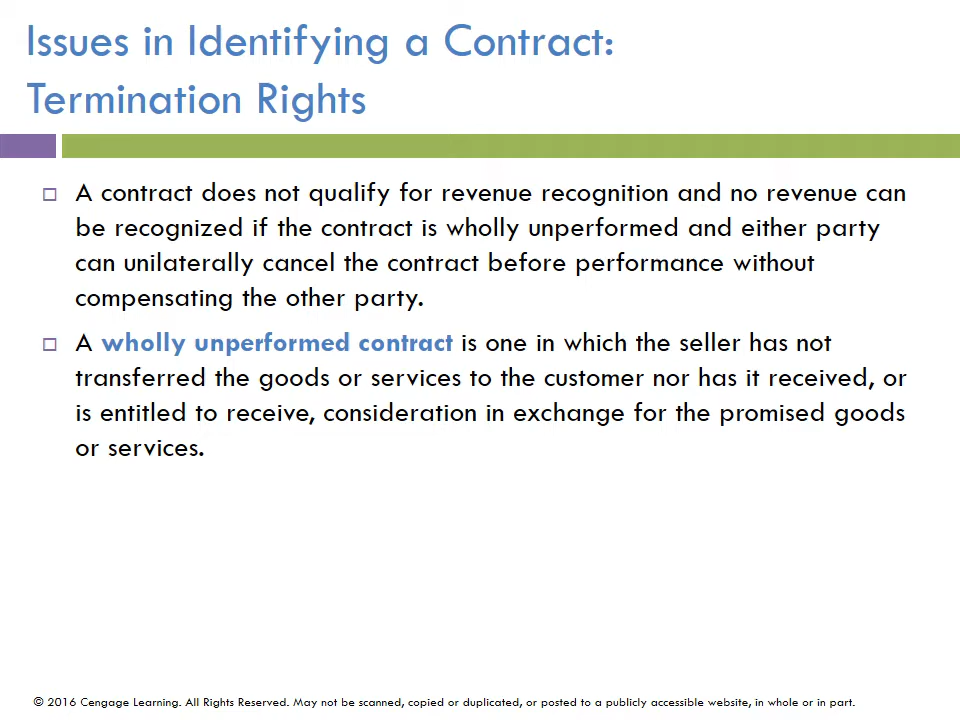 Issues in Identifying a Contract:
Termination Rights
A contract does not qualify for revenue recognition and no revenue can
be recognized if the contract is wholly unperformed and either party
can unilaterally cancel the contract before performance without
compensating the other party.
A wholly unperformed contract is one in which the seller has not
transferred the goods or services to the customer nor has it received, or
is entitled to receive, consideration in exchange for the promised goods
or services.
© 2016 Cengage Learning. All Rights Reserved. May not be scanned, copied or duplicated, or posted to a publicly accessible website, in whole or in part.